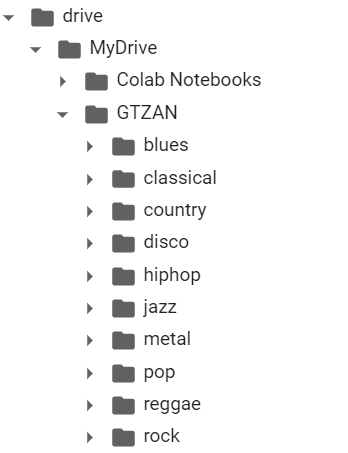 drive
MyDrive
Colab Notebooks
GTZAN
blues
classical
country
disco
hiphop
jazz
metal
pop
reggae
rock